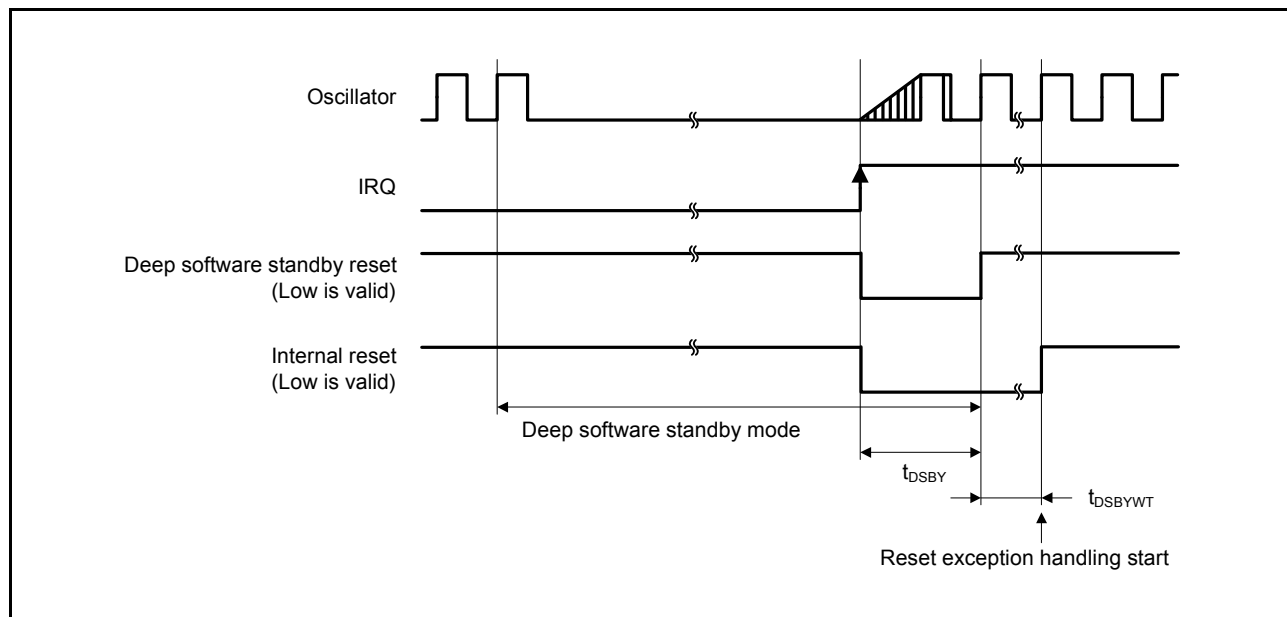 Oscillator
IRQ
Deep software standby reset
(Low is valid)
Internal reset
(Low is valid)
Deep software standby mode
tDSBY
tDSBYWT
Reset exception handling start